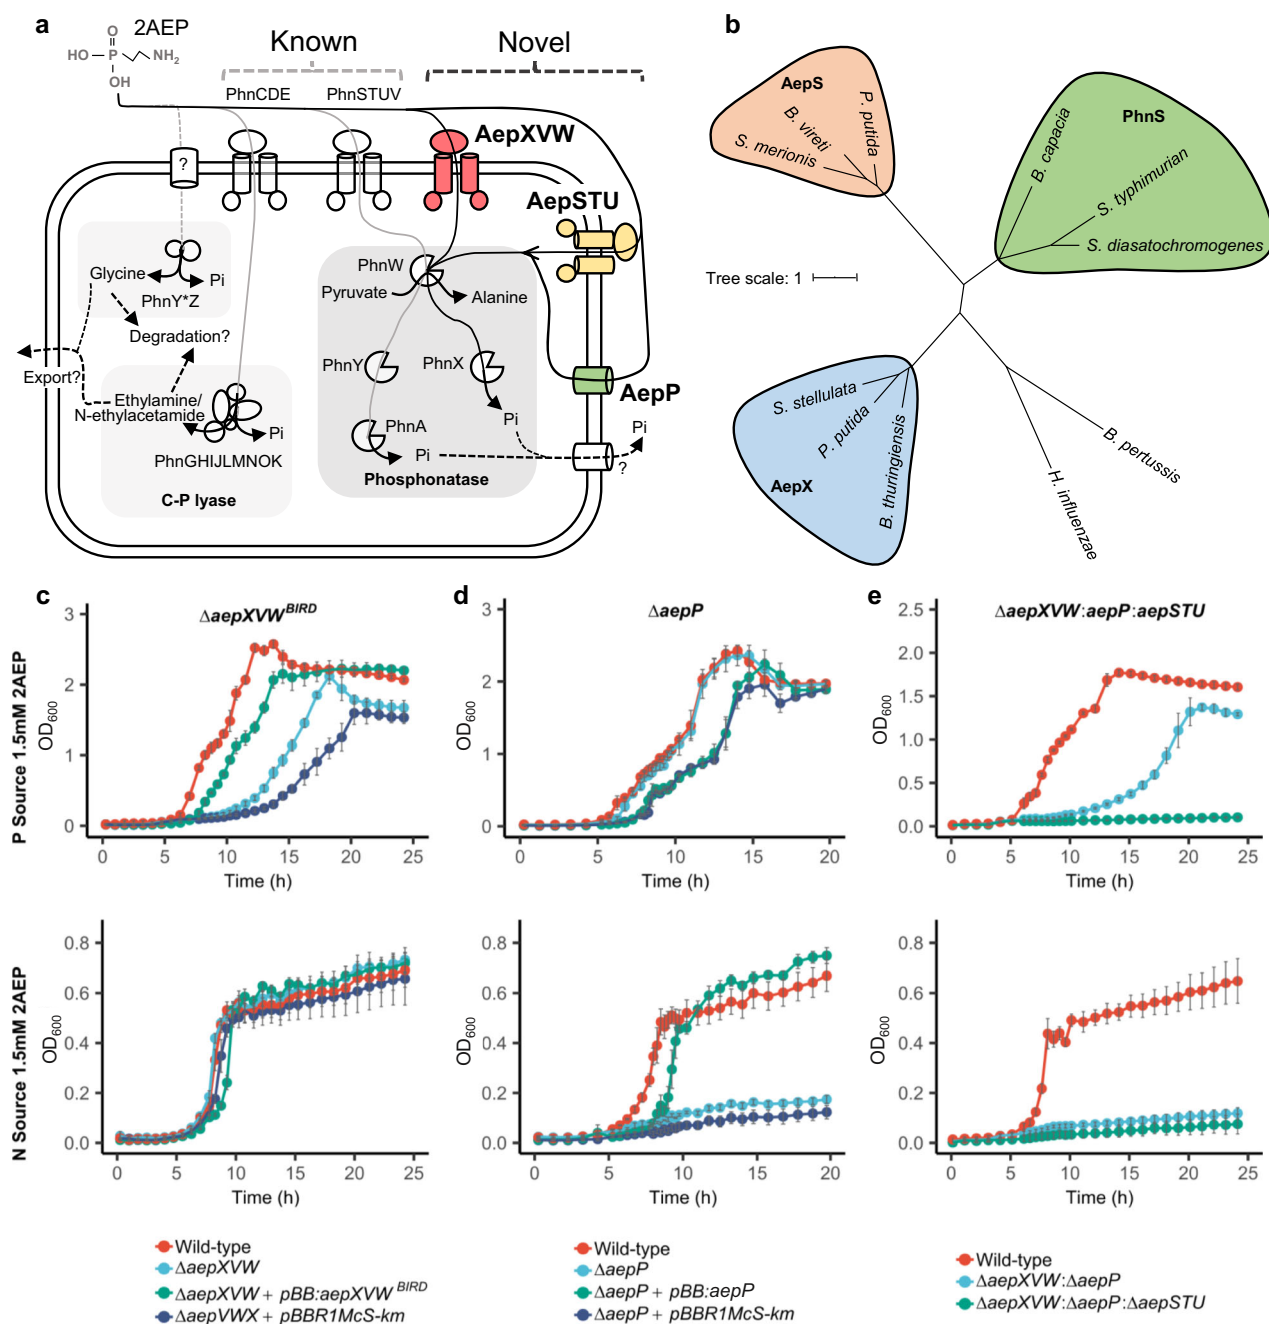 a
2AEP
O
HO
P
NH2
OH
Known
Novel
PhnCDE
PhnSTUV
AepXVW
?
AepSTU
Glycine
Pi
PhnY*Z
Degradation?
Export?
Ethylamine/
N-ethylacetamide
Pi
PhnGHIJLMNOK
C-P lyase
PhnW
Pyruvate
Alanine
PhnY
PhnX
PhnA
Pi
Pi
Phosphonatase
AepP
Pi
?
b
AepS
P. putida
B. vireti
S. merionis
PhnS
B. capacia
S. typhimurian
S. diasatochromogenes
Tree scale: 1
S. stellulata
P. putida
B. thuringiensis
AepX
B. pertussis
H. influenzae
c
ΔaepXVW^BIRD
P Source 1.5mM 2AEP
OD600
3
2
1
0
0 5 10 15 20 25
Time (h)
d
ΔaepP
OD600
3
2
1
0
0 5 10 15 20
Time (h)
e
ΔaepXVW:aepP:aepSTU
OD600
2.5
2.0
1.5
1.0
0.5
0.0
0 5 10 15 20 25
Time (h)
N Source 1.5mM 2AEP
OD600
0.8
0.6
0.4
0.2
0.0
0 5 10 15 20 25
Time (h)
OD600
0.8
0.6
0.4
0.2
0.0
0 5 10 15 20
Time (h)
OD600
0.8
0.6
0.4
0.2
0.0
0 5 10 15 20 25
Time (h)
Wild-type
ΔaepXVW
ΔaepXVW + pBB:aepXVW^BIRD
ΔaepVWX + pBBR1McS-km
Wild-type
ΔaepP
ΔaepP + pBB:aepP
ΔaepP + pBBR1McS-km
Wild-type
ΔaepXVW:ΔaepP
ΔaepXVW:ΔaepP:ΔaepSTU